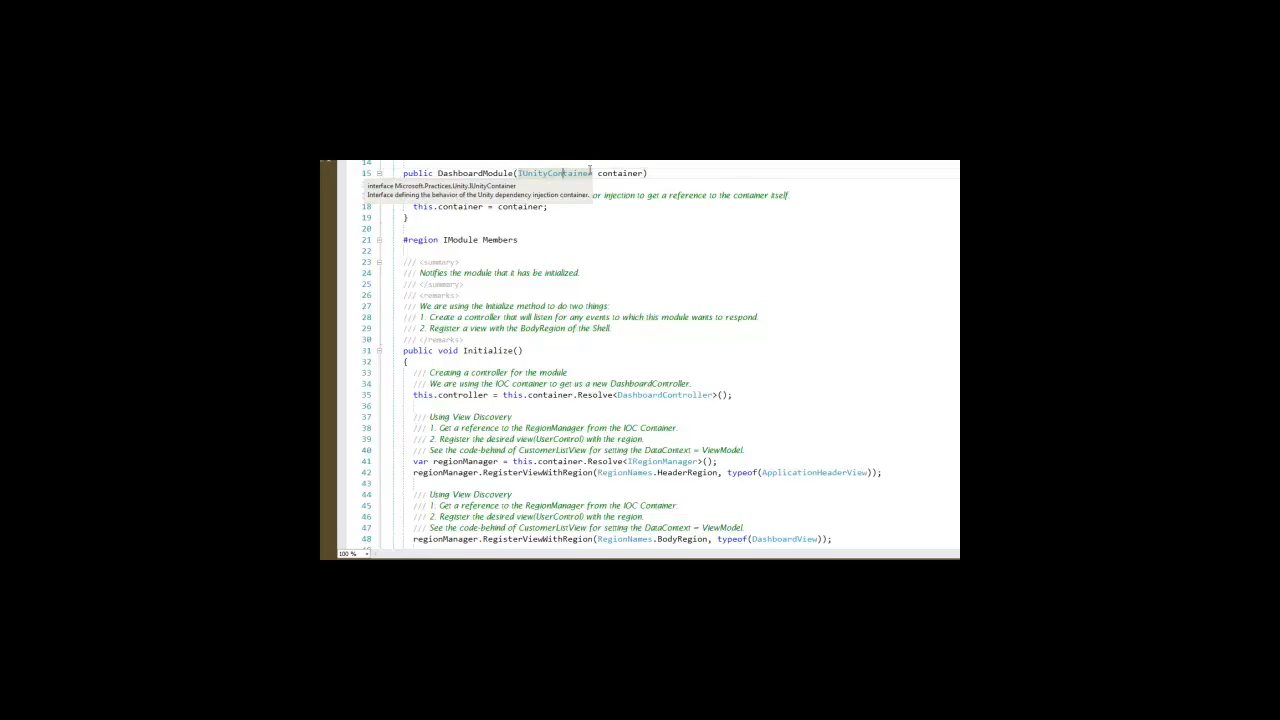 14
15 public DashboardModule(IUnityContainer container)
interface Microsoft.Practices.Unity.IUnityContainer
Interface defining the behavior of the Unity dependency injection container.
or injection to get a reference to the container itself.
18 this.container = container;
19 }
20
21 #region IModule Members
22
23 /// <summary>
24 /// Notifies the module that it has be initialized.
25 /// </summary>
26 /// <remarks>
27 /// We are using the Initialize method to do two things:
28 /// 1. Create a controller that will listen for any events to which this module wants to respond.
29 /// 2. Register a view with the BodyRegion of the Shell.
30 /// </remarks>
31 public void Initialize()
32 {
33 /// Creating a controller for the module
34 /// We are using the IOC container to get us a new DashboardController.
35 this.controller = this.container.Resolve<DashboardController>();
36
37 /// Using View Discovery
38 /// 1. Get a reference to the RegionManager from the IOC Container.
39 /// 2. Register the desired view(UserControl) with the region.
40 /// See the code-behind of CustomerListView for setting the DataContext = ViewModel.
41 var regionManager = this.container.Resolve<IRegionManager>();
42 regionManager.RegisterViewWithRegion(RegionNames.HeaderRegion, typeof(ApplicationHeaderView));
43
44 /// Using View Discovery
45 /// 1. Get a reference to the RegionManager from the IOC Container.
46 /// 2. Register the desired view(UserControl) with the region.
47 /// See the code-behind of CustomerListView for setting the DataContext = ViewModel.
48 regionManager.RegisterViewWithRegion(RegionNames.BodyRegion, typeof(DashboardView));
100 %